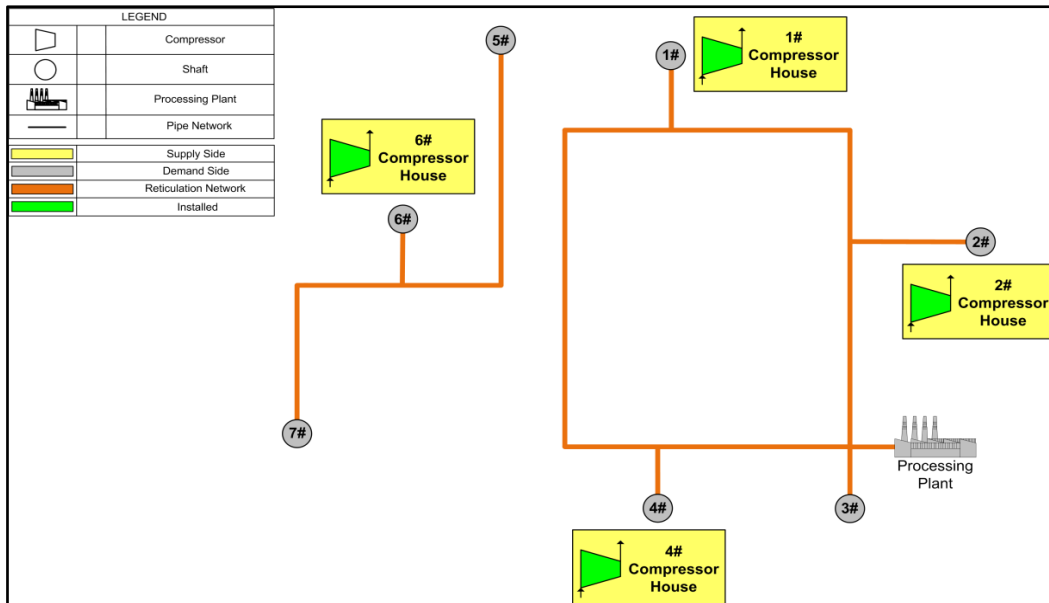 LEGEND
Compressor
Shaft
Processing Plant
Pipe Network
Supply Side
Demand Side
Reticulation Network
Installed
5#
1#
1#
Compressor
House
6#
Compressor
House
6#
2#
2#
Compressor
House
7#
Processing
Plant
4#
3#
4#
Compressor
House